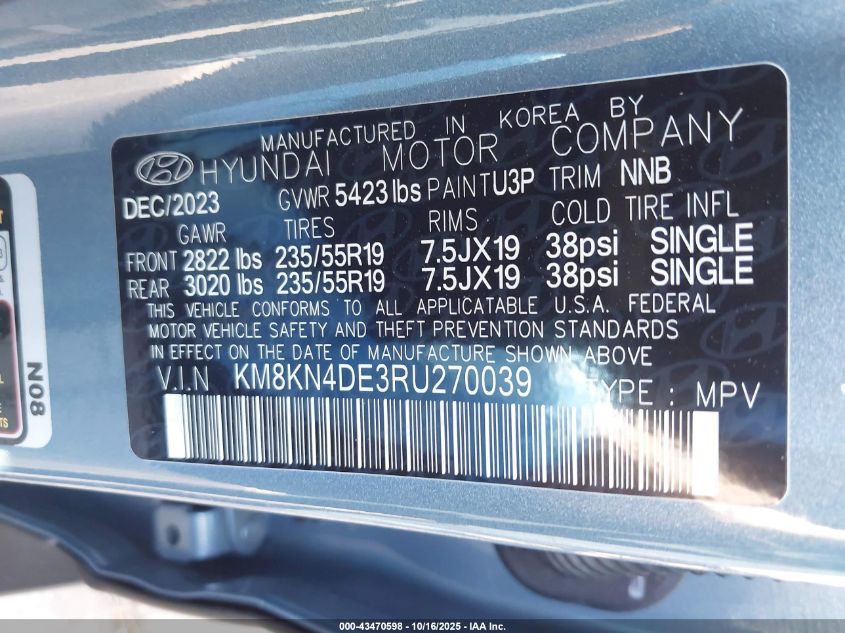 MANUFACTURED IN KOREA BY
HYUNDAI MOTOR COMPANY
DEC/2023 GVWR 5423 lbs PAINT U3P TRIM NNB
GAWR TIRES RIMS COLD TIRE INFL
FRONT 2822 lbs 235/55R19 7.5JX19 38psi SINGLE
REAR 3020 lbs 235/55R19 7.5JX19 38psi SINGLE
THIS VEHICLE CONFORMS TO ALL APPLICATABLE U.S.A. FEDERAL
MOTOR VEHICLE SAFETY AND THEFT PREVENTION STANDARDS
IN EFFECT ON THE DATE OF MANUFACTURE SHOWN ABOVE
V.I.N KM8KN4DE3RU270039 TYPE : MPV
N08
000-43470598 - 10/16/2025 - IAA Inc.